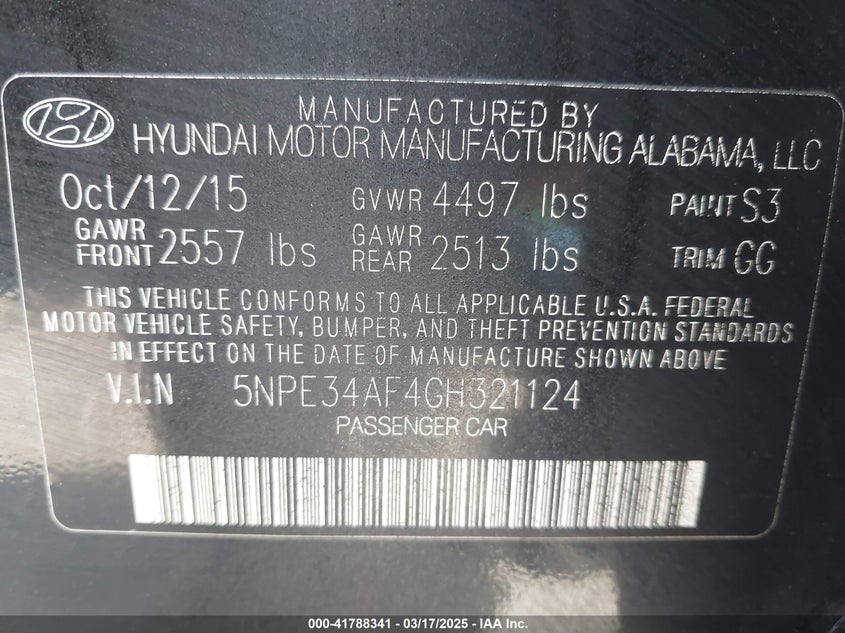 MANUFACTURED BY
HYUNDAI MOTOR MANUFACTURING ALABAMA, LLC
Oct/12/15 GVWR 4497 lbs PAINT S3
GAWR FRONT 2557 lbs GAWR REAR 2513 lbs TRIM GG
THIS VEHICLE CONFORMS TO ALL APPLICABLE U.S.A. FEDERAL
MOTOR VEHICLE SAFETY, BUMPER, AND THEFT PREVENTION STANDARDS
IN EFFECT ON THE DATE OF MANUFACTURE SHOWN ABOVE
V.I.N 5NPE34AF4GH321124
PASSENGER CAR
000-41788341 - 03/17/2025 - IAA Inc.